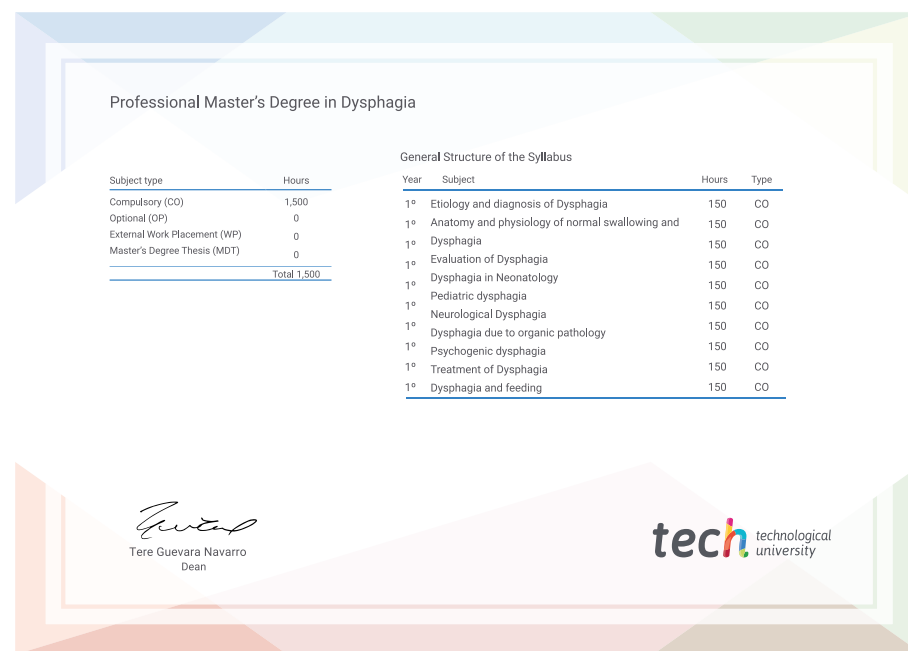 Professional Master's Degree in Dysphagia
Subject type Hours
Compulsory (CO) 1,500
Optional (OP) 0
External Work Placement (WP) 0
Master's Degree Thesis (MDT) 0
Total 1,500
General Structure of the Syllabus
Year Subject Hours Type
1º Etiology and diagnosis of Dysphagia 150 CO
1º Anatomy and physiology of normal swallowing and 150 CO
1º Dysphagia 150 CO
1º Evaluation of Dysphagia 150 CO
1º Dysphagia in Neonatology 150 CO
1º Pediatric dysphagia 150 CO
Neurological Dysphagia
1º Dysphagia due to organic pathology 150 CO
1º Psychogenic dysphagia 150 CO
1º Treatment of Dysphagia 150 CO
1º Dysphagia and feeding 150 CO
Tere Guevara Navarro
Dean
tech technological
university